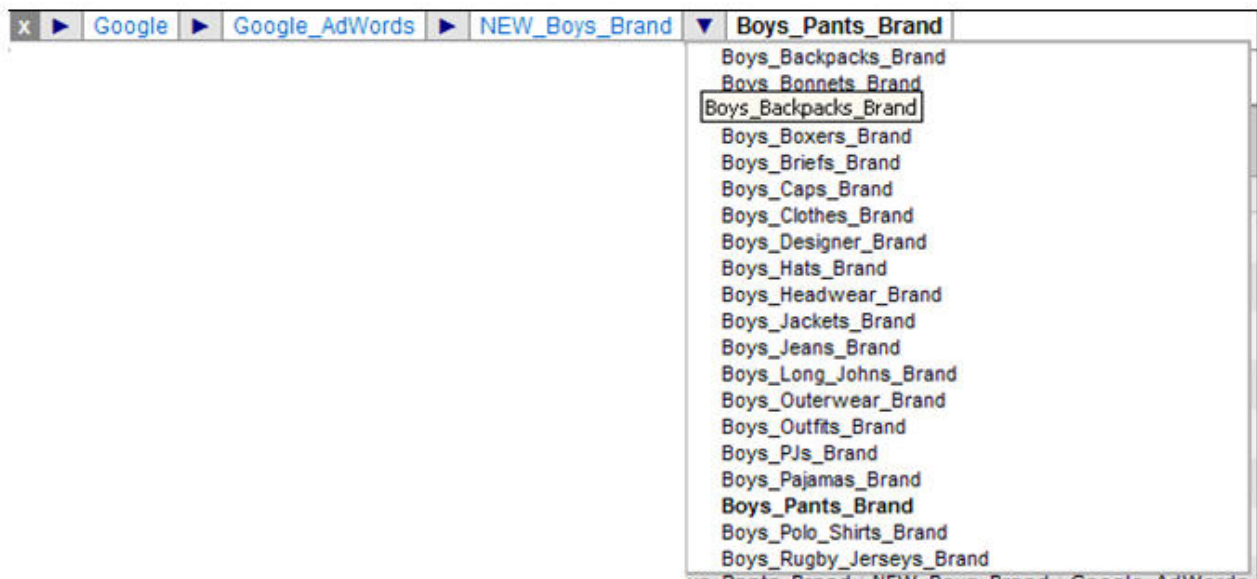 x Google Google_AdWords NEW_Boys_Brand Boys_Pants_Brand
Boys_Backpacks_Brand
Boys_Bonnets_Brand
Boys_Backpacks_Brand
Boys_Boxers_Brand
Boys_Briefs_Brand
Boys_Caps_Brand
Boys_Clothes_Brand
Boys_Designer_Brand
Boys_Hats_Brand
Boys_Headwear_Brand
Boys_Jackets_Brand
Boys_Jeans_Brand
Boys_Long_Johns_Brand
Boys_Outerwear_Brand
Boys_Outfits_Brand
Boys_PJs_Brand
Boys_Pajamas_Brand
Boys_Pants_Brand
Boys_Polo_Shirts_Brand
Boys_Rugby_Jerseys_Brand